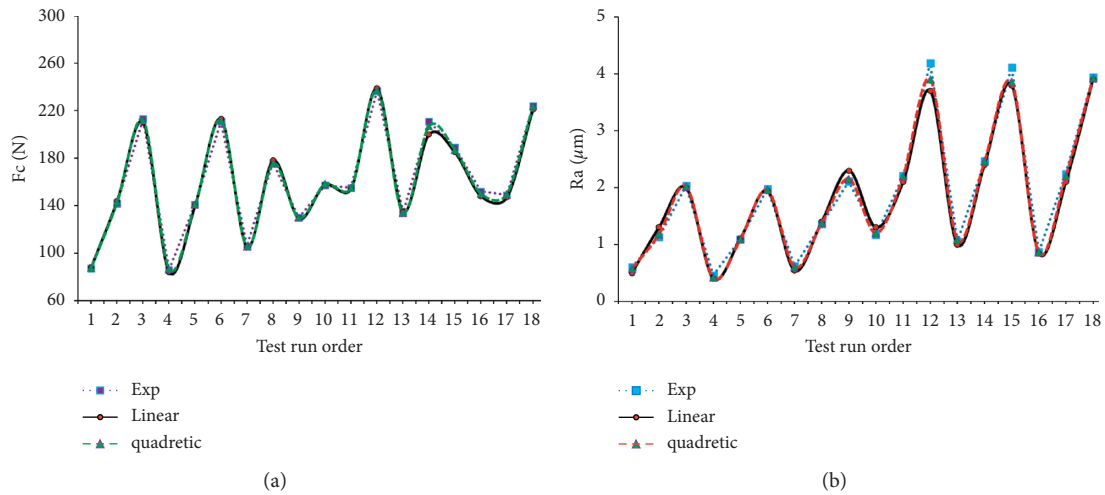 300
260
220
180
140
100
60
Fc (N)
1 2 3 4 5 6 7 8 9 10 11 12 13 14 15 16 17 18
Test run order
Exp
Linear
quadretic
(a)
5
4
3
2
1
0
Ra (µm)
1 2 3 4 5 6 7 8 9 10 11 12 13 14 15 16 17 18
Test run order
Exp
Linear
quadretic
(b)